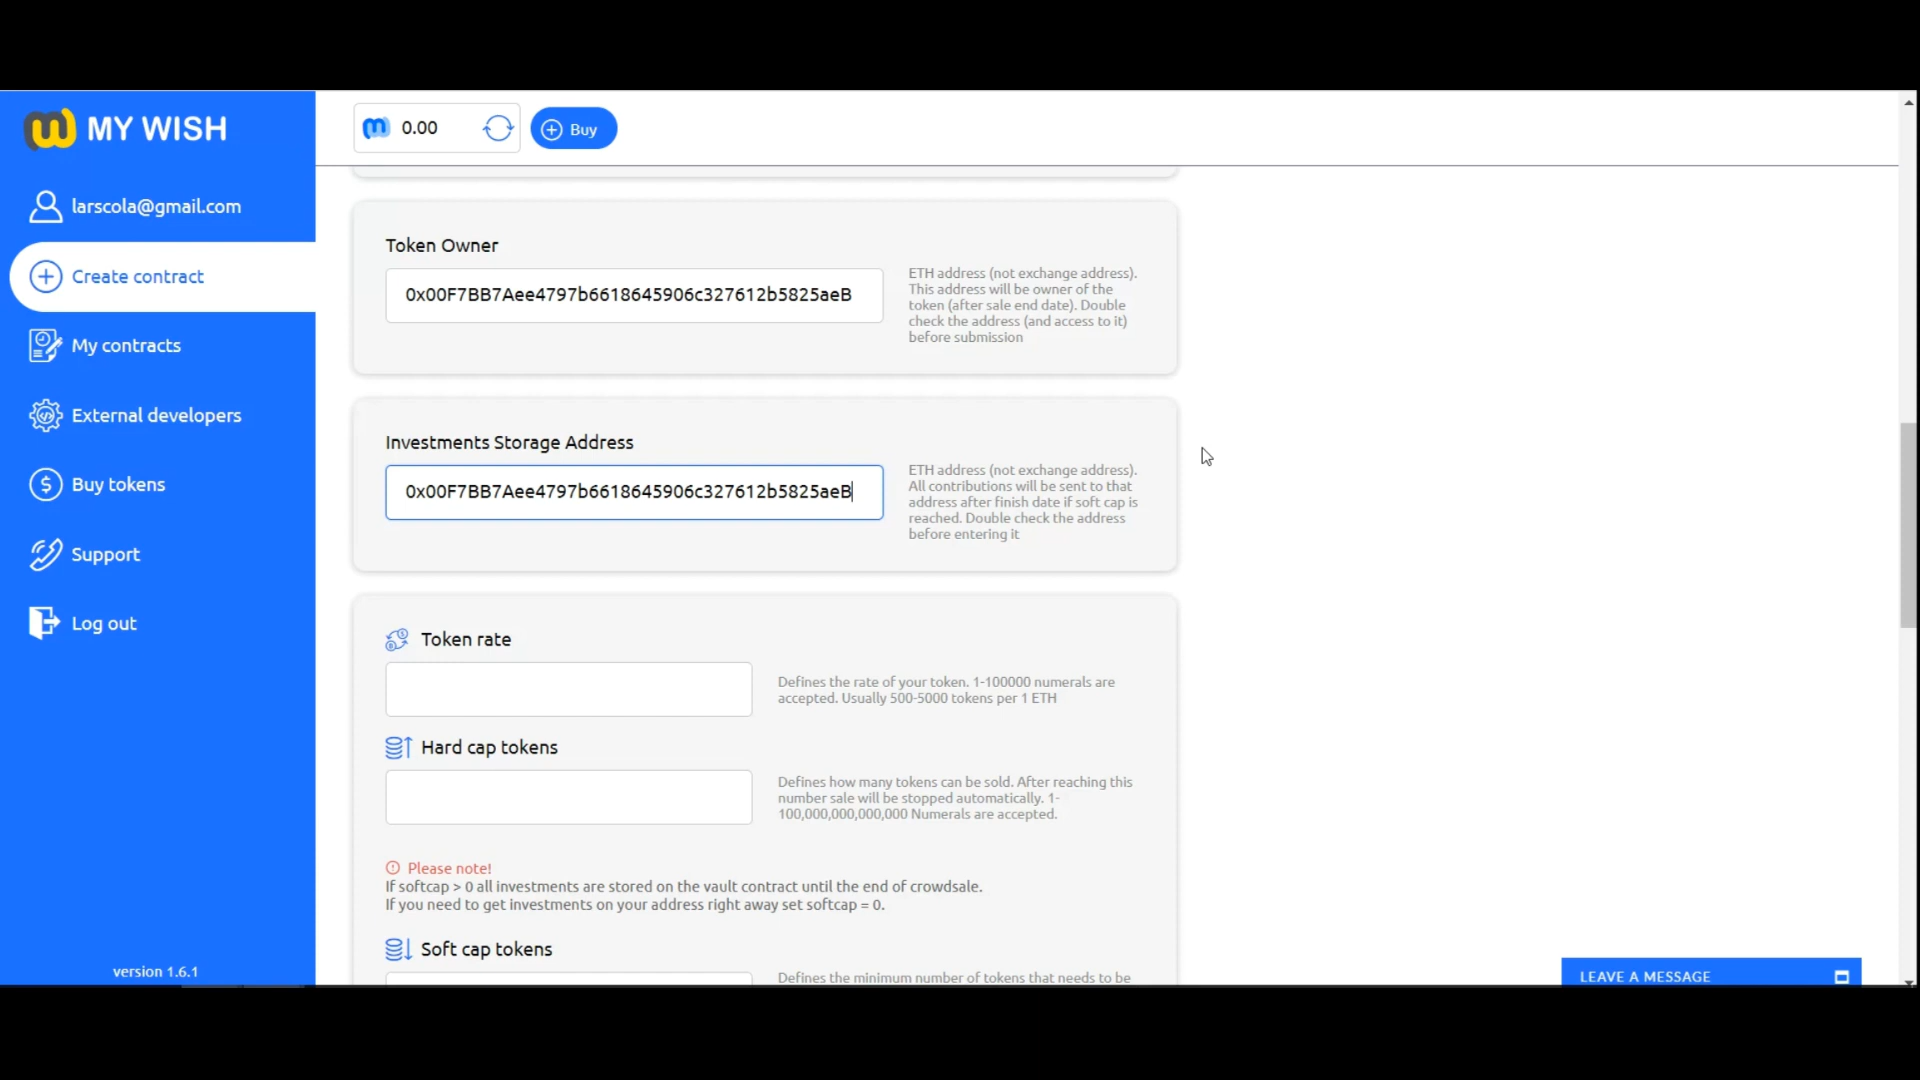 MY WISH
larscola@gmail.com
Create contract
My contracts
External developers
Buy tokens
Support
Log out
version 1.6.1
0.00
Buy
Token Owner
0x00F7BB7Aee4797b6618645906c327612b5825aeB
ETH address (not exchange address).
This address will be owner of the
token (after sale end date). Double
check the address (and access to it)
before submission
Investments Storage Address
0x00F7BB7Aee4797b6618645906c327612b5825aeB
ETH address (not exchange address).
All contributions will be sent to that
address after finish date if soft cap is
reached. Double check the address
before entering it
Token rate
Defines the rate of your token. 1-100000 numerals are
accepted. Usually 500-5000 tokens per 1 ETH
Hard cap tokens
Defines how many tokens can be sold. After reaching this
number sale will be stopped automatically. 1-
100,000,000,000,000 Numerals are accepted.
Please note!
If softcap > 0 all investments are stored on the vault contract until the end of crowdsale.
If you need to get investments on your address right away set softcap = 0.
Soft cap tokens
Defines the minimum number of tokens that needs to be
LEAVE A MESSAGE